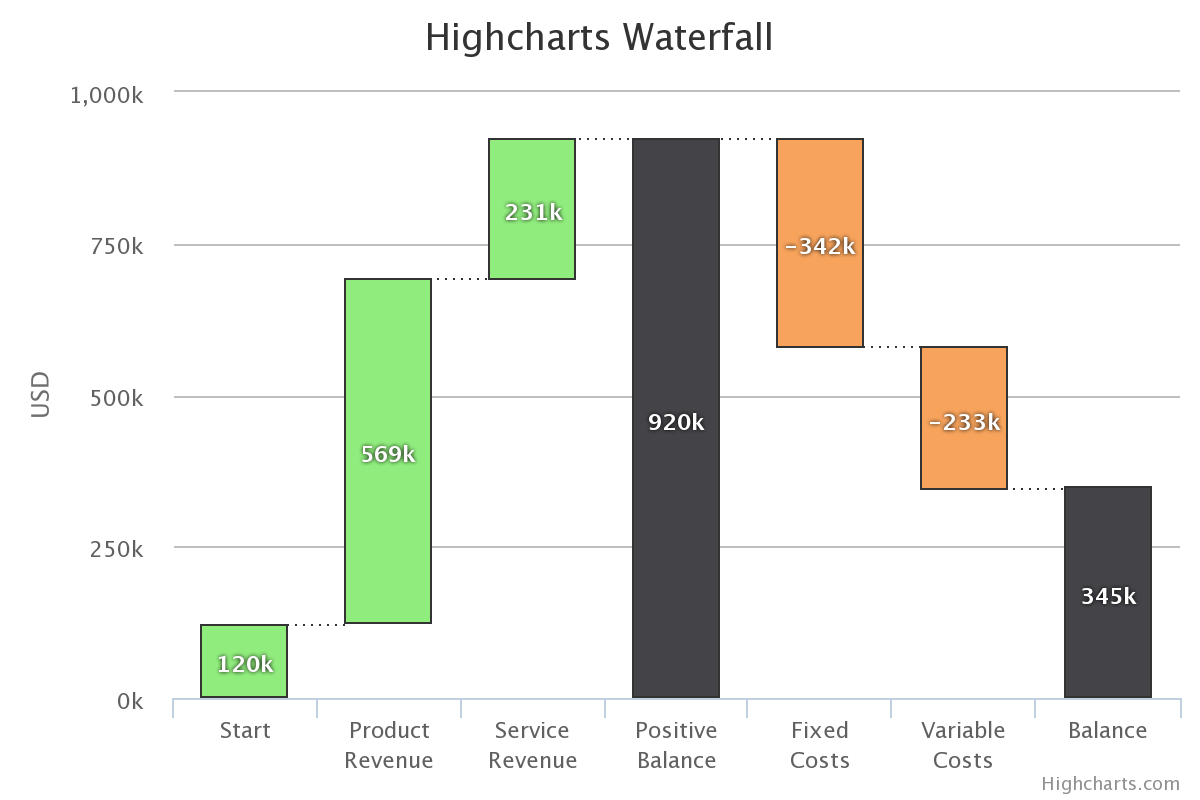 Highcharts Waterfall
1,000k
750k
500k
250k
0k
USD
120k
569k
231k
920k
-342k
-233k
345k
Start
Product
Revenue
Service
Revenue
Positive
Balance
Fixed
Costs
Variable
Costs
Balance
Highcharts.com